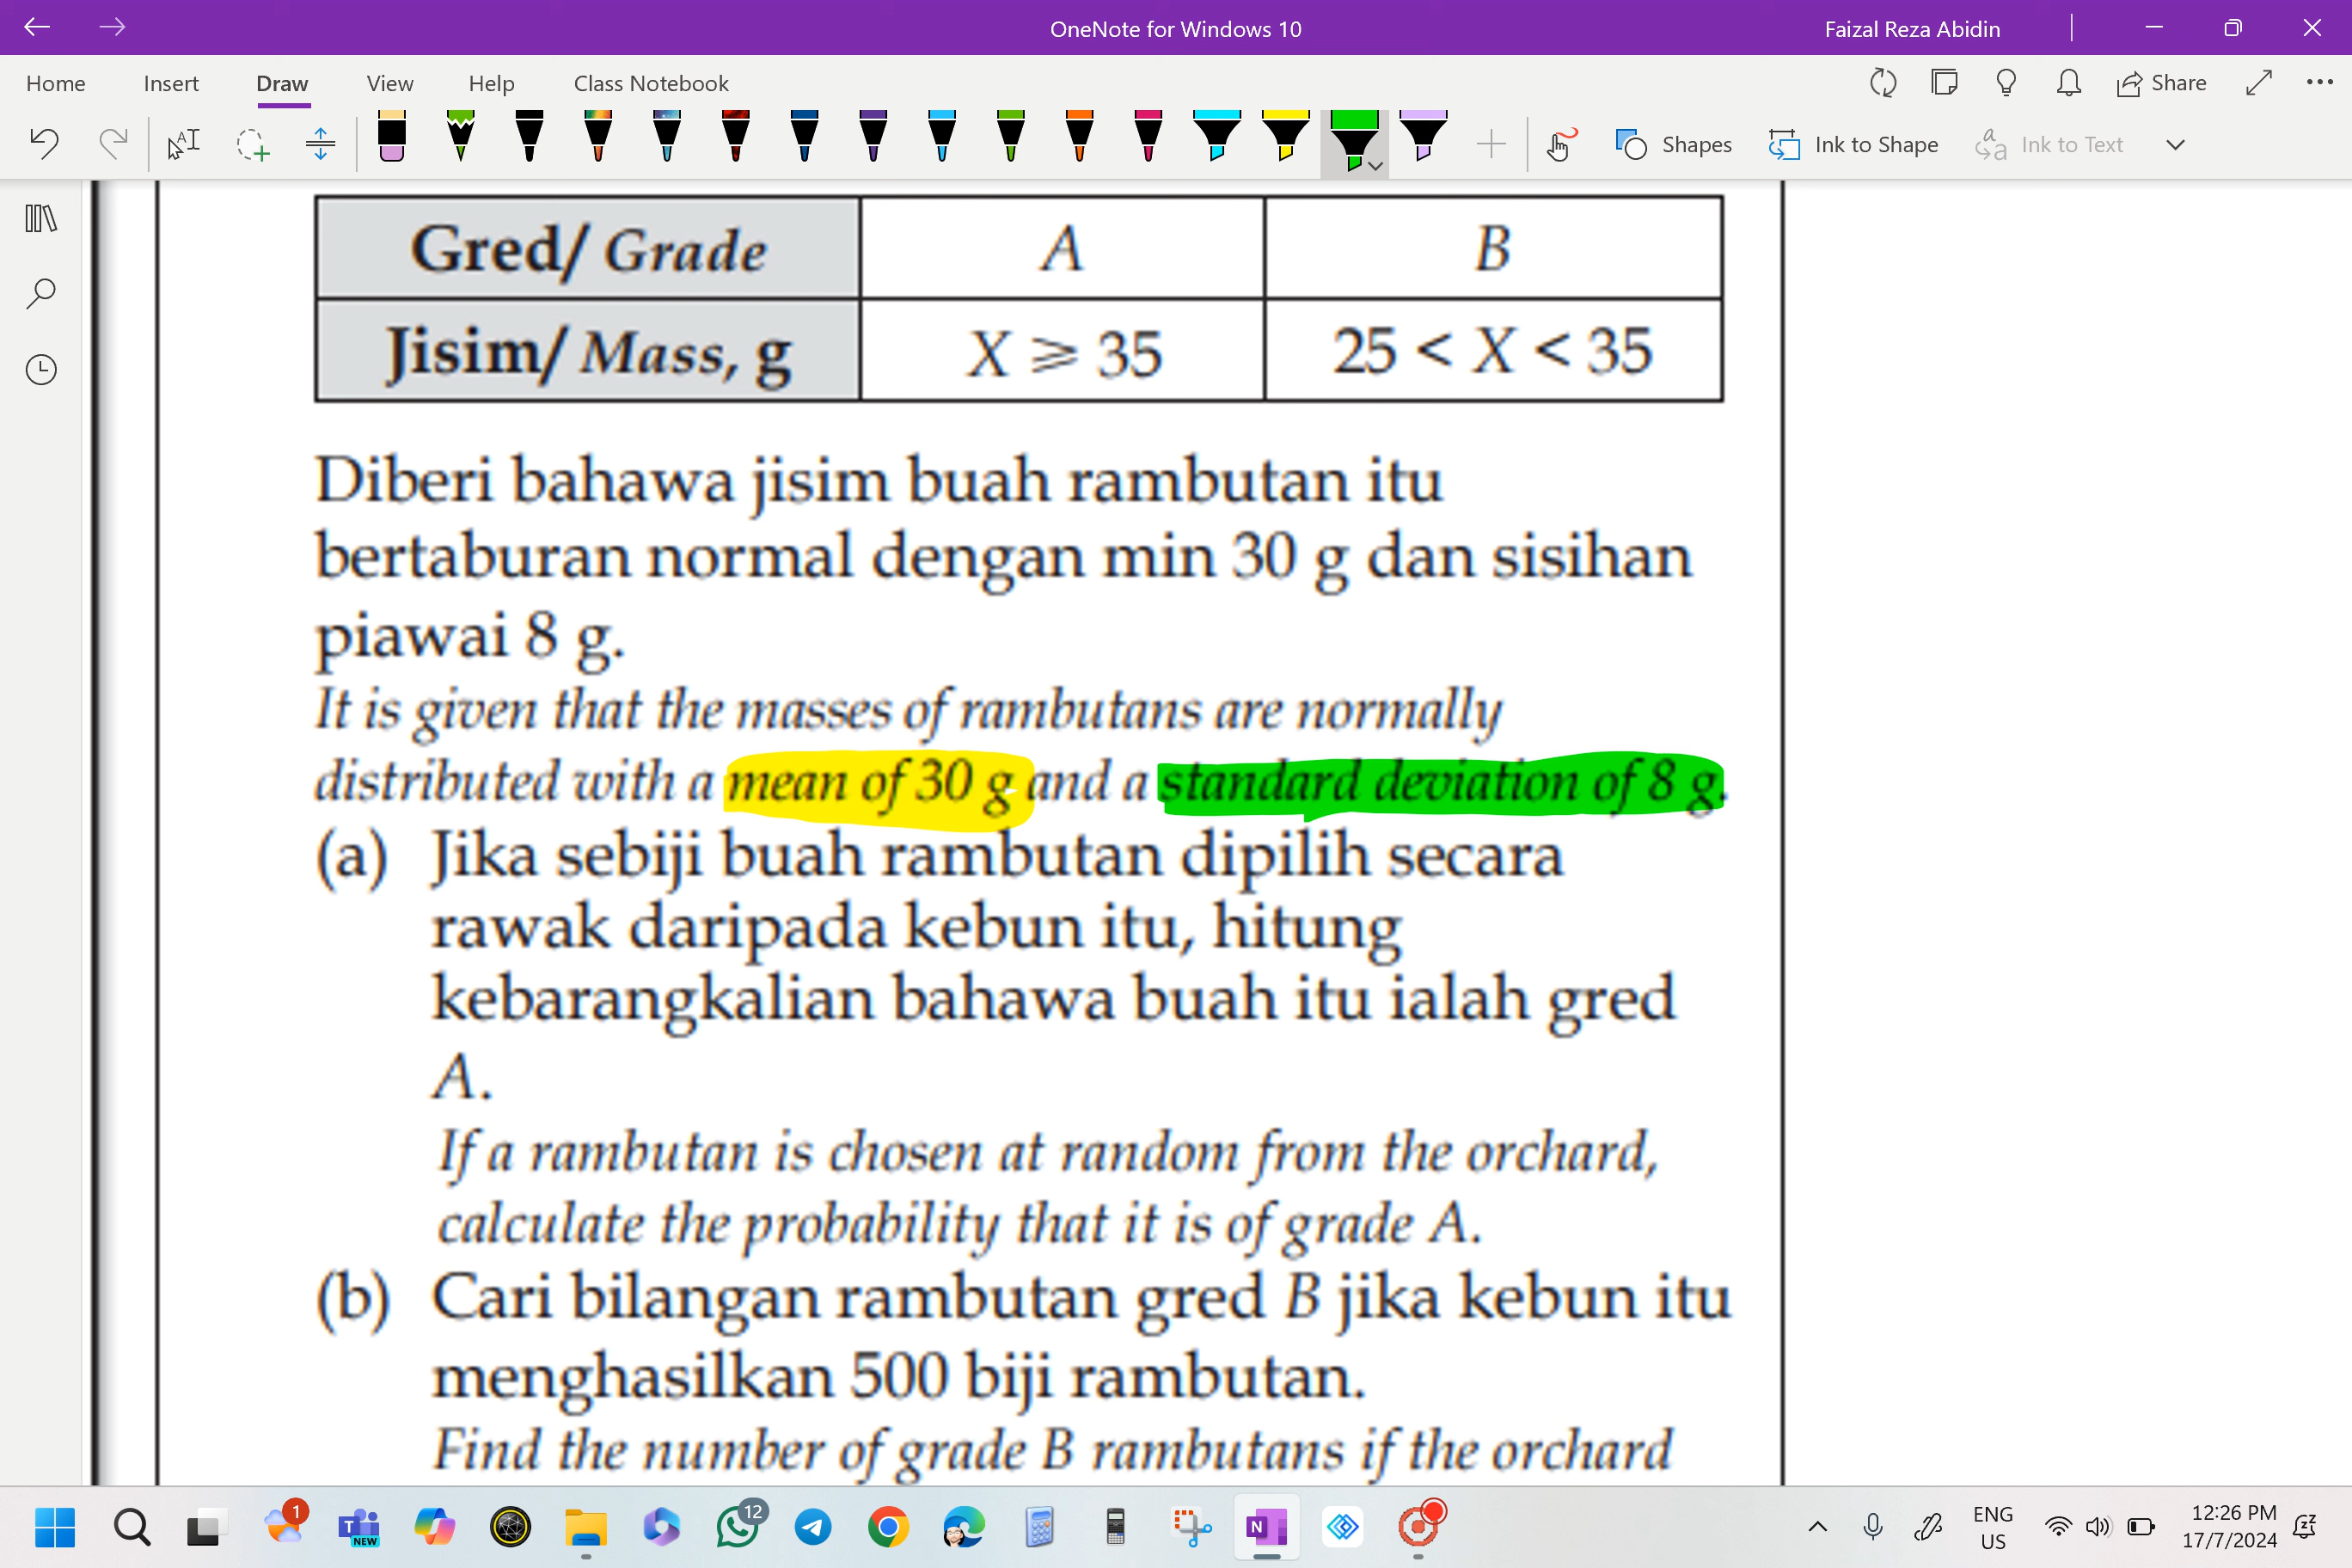 OneNote for Windows 10
Faizal Reza Abidin
Home Insert Draw View Help Class Notebook
Share
Shapes Ink to Shape Ink to Text
Gred/ Grade A B
Jisim/ Mass, g X ⩾ 35 25 < X < 35
Diberi bahawa jisim buah rambutan itu
bertaburan normal dengan min 30 g dan sisihan
piawai 8 g.
It is given that the masses of rambutans are normally
distributed with a mean of 30 g and a standard deviation of 8 g.
(a) Jika sebiji buah rambutan dipilih secara
rawak daripada kebun itu, hitung
kebarangkalian bahawa buah itu ialah gred
A.
If a rambutan is chosen at random from the orchard,
calculate the probability that it is of grade A.
(b) Cari bilangan rambutan gred B jika kebun itu
menghasilkan 500 biji rambutan.
Find the number of grade B rambutans if the orchard
1
T
NEW
12
N
ENG
US
12:26 PM
17/7/2024